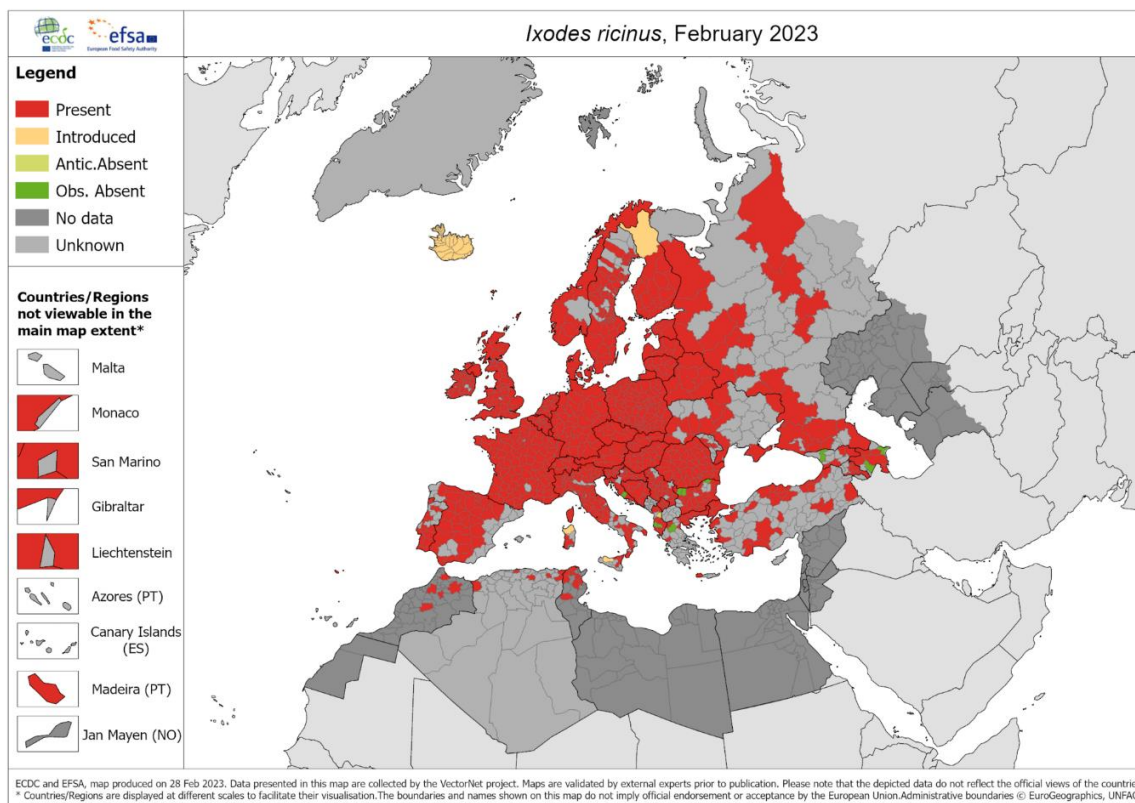 ecdc
efsa
European Food Safety Authority
Ixodes ricinus, February 2023
Legend
Present
Introduced
Antic.Absent
Obs. Absent
No data
Unknown
Countries/Regions
not viewable in the
main map extent*
Malta
Monaco
San Marino
Gibraltar
Liechtenstein
Azores (PT)
Canary Islands
(ES)
Madeira (PT)
Jan Mayen (NO)
ECDC and EFSA, map produced on 28 Feb 2023. Data presented in this map are collected by the VectorNet project. Maps are validated by external experts prior to publication. Please note that the depicted data do not reflect the official views of the countrie
* Countries/Regions are displayed at different scales to facilitate their visualisation.The boundaries and names shown on this map do not imply official endorsement or acceptance by the European Union.Administrative boundaries © EuroGeographics, UNFAO